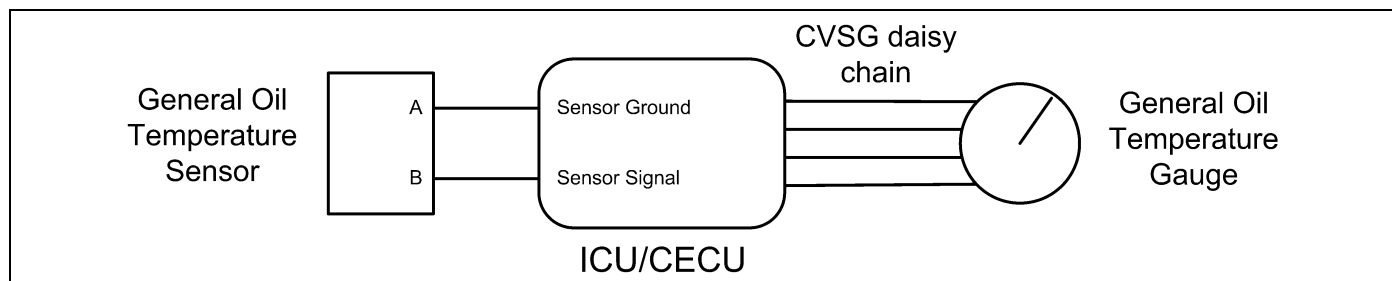 General Oil
Temperature
Sensor
A
B
Sensor Ground
Sensor Signal
ICU/CECU
CVSG daisy
chain
General Oil
Temperature
Gauge